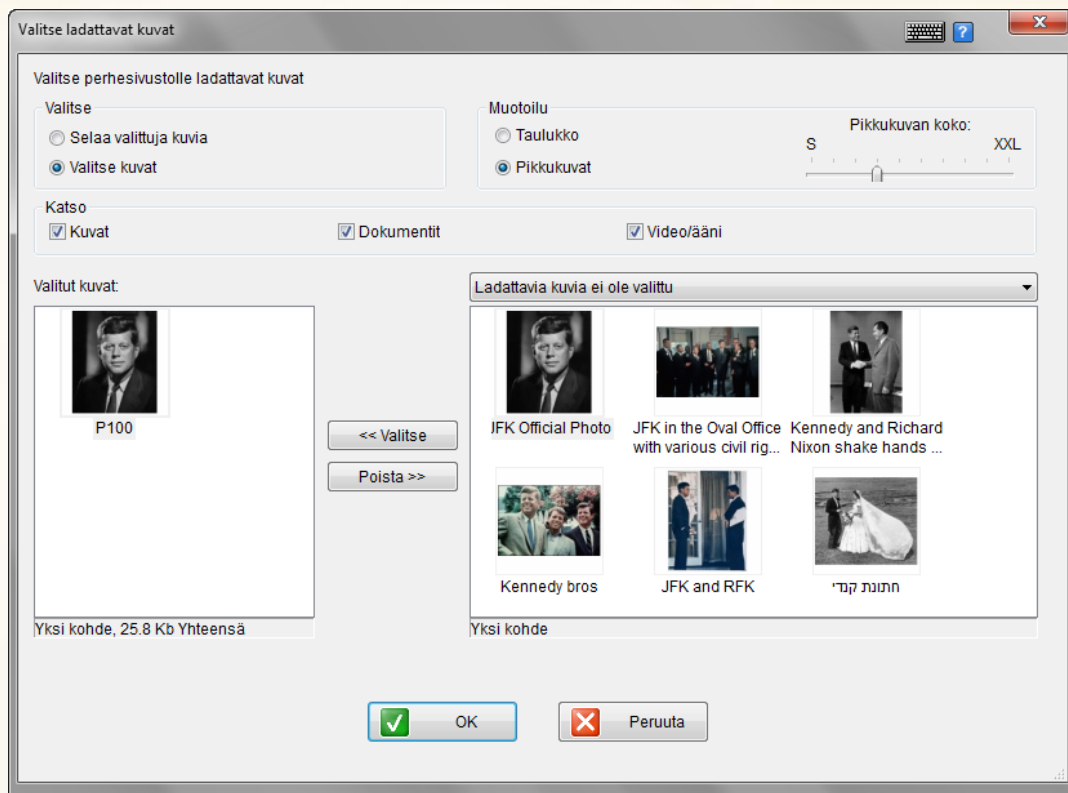 Valitse ladattavat kuvat
?
Valitse perhesivustolle ladattavat kuvat
Valitse
Selaa valittuja kuvia
Valitse kuvat
Muotoilu
Taulukko
Pikkukuvat
Pikkukuvan koko:
S XXL
Katso
Kuvat Dokumentit Video/ääni
Valitut kuvat:
P100
Yksi kohde, 25.8 Kb Yhteensä
<< Valitse
Poista >>
Ladattavia kuvia ei ole valittu
JFK Official Photo
JFK in the Oval Office
with various civil rig...
Kennedy and Richard
Nixon shake hands ...
Kennedy bros
JFK and RFK
חתונת קנדי
Yksi kohde
OK
Peruuta